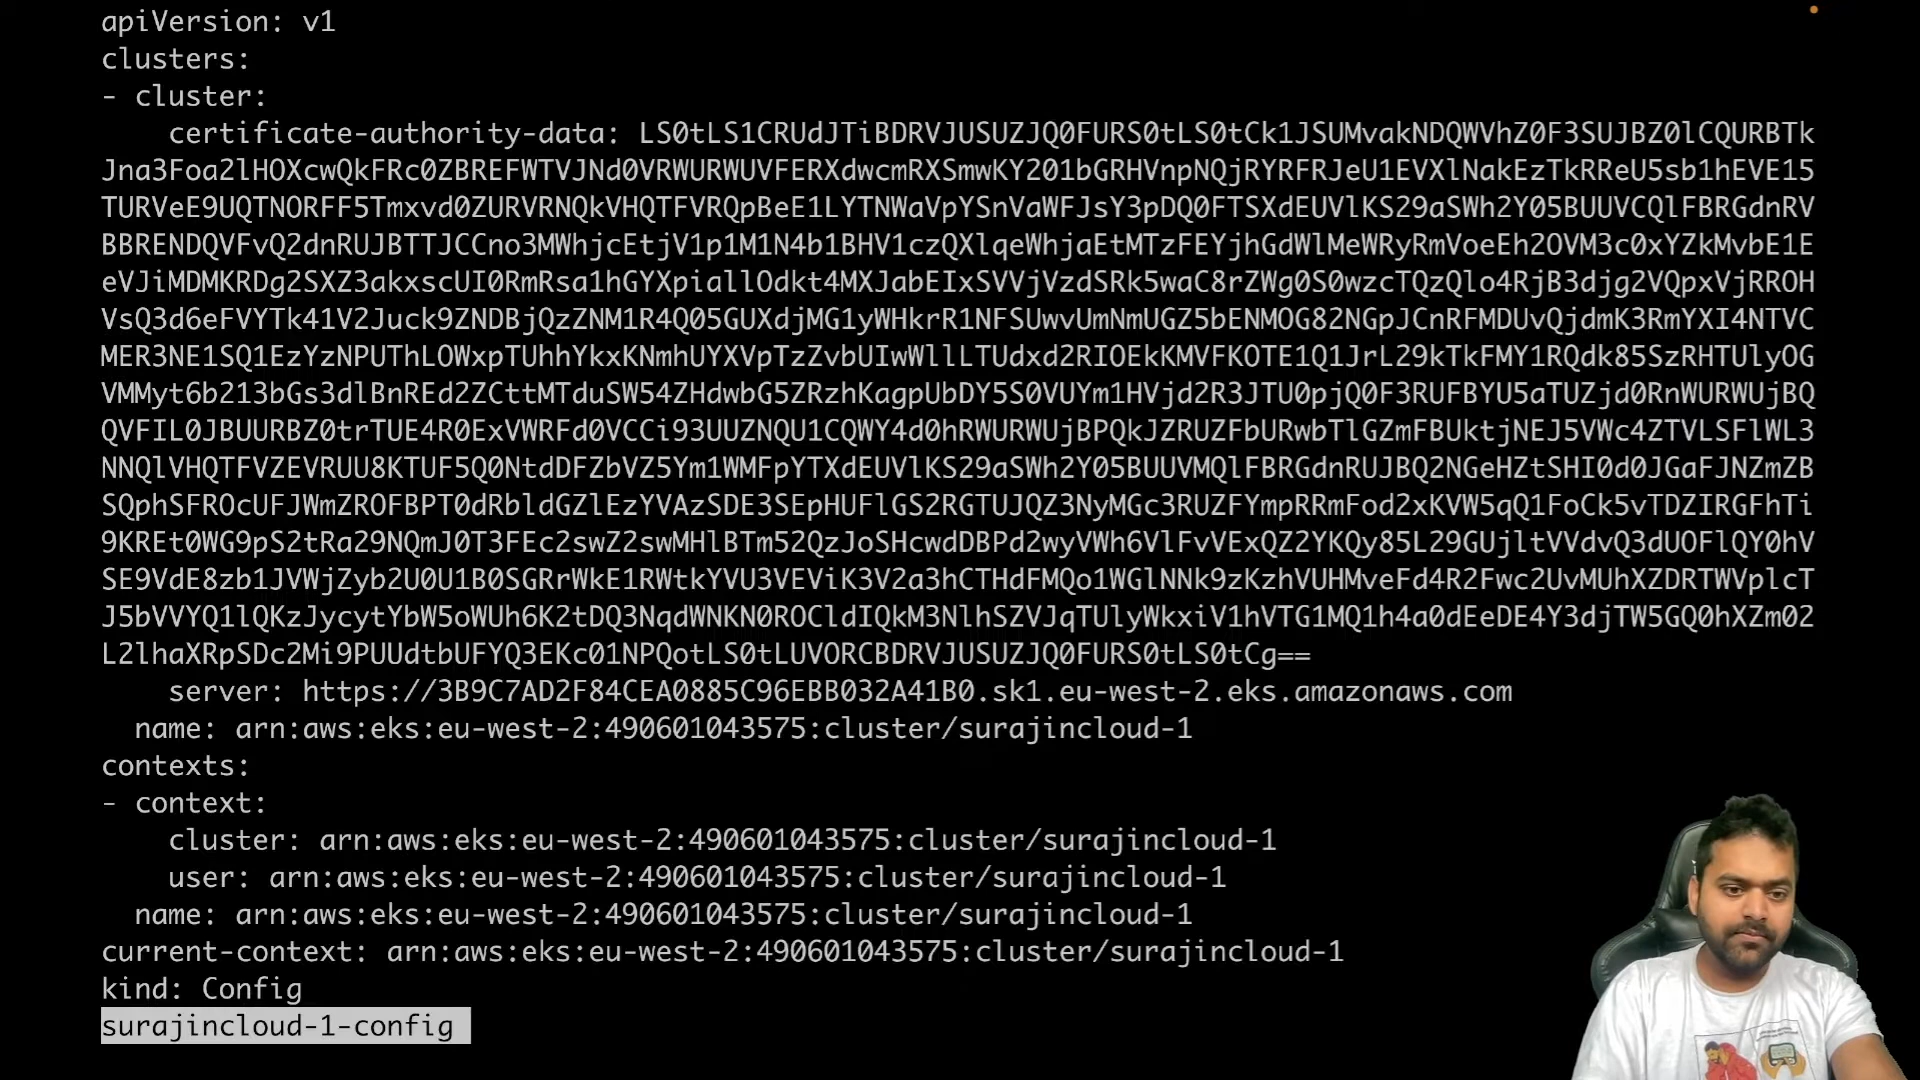 apiVersion: v1
clusters:
- cluster:
    certificate-authority-data: LS0tLS1CRUdJTiBDRVJUSUZJQ0FURS0tLS0tCk1JSUMvakNDQWVhZ0F3SUJBZ0lCQURBTk
Jna3Foa2lHOXcwQkFRc0ZBREFWTVJNd0VRWURWUVFERXdwcmRXSmwKY201bGRHVnpNQjRYRFRJeU1EVXlNakEzTkRReU5sb1hEVE15
TURVeE9UQTNORFF5Tmxvd0ZURVRNQkVHQTFVRQpBeE1LYTNWaVpYSnVaWFJsY3pDQ0FTSXdEUVlKS29aSWh2Y05BUUVCQlFBRGdnRV
BBRENDQVFvQ2dnRUJBTTJCCno3MWhjcEtjV1p1M1N4b1BHV1czQXlqeWhjaEtMTzFEYjhGdWlMeWRyRmVoeEh2OVM3c0xYZkMvbE1E
eVJiMDMKRDg2SXZ3akxscUI0RmRsa1hGYXpiallOdkt4MXJabEIxSVVjVzdSRk5waC8rZWg0S0wzcTQzQlo4RjB3djg2VQpxVjRROH
VsQ3d6eFVYTk41V2Juck9ZNDBjQzZNM1R4Q05GUXdjMG1yWHkrR1NFSUwvUmNmUGZ5bENMOG82NGpJCnRFMDUvQjdmK3RmYXI4NTVC
MER3NE1SQ1EzYzNPUThLOWxpTUhhYkxKNmhUYXVpTzZvbUIwWllLTUdxd2RIOEkKMVFKOTE1Q1JrL29kTkFMY1RQdk85SzRHTUlyOG
VMMyt6b213bGs3dlBnREd2ZCttMTduSW54ZHdwbG5ZRzhKagpUbDY5S0VUYm1HVjd2R3JTU0pjQ0F3RUFBYU5aTUZjd0RnWURWUjBQ
QVFIL0JBUURBZ0trTUE4R0ExVWRFd0VCCi93UUZNQU1CQWY4d0hRWURWUjBPQkJZRUZFbURwbTlGZmFBUktjNEJ5VWc4ZTVLSFlWL3
NNQlVHQTFVZEVRUU8KTUF5Q0NtdDFZbVZ5Ym1WMFpYTXdEUVlKS29aSWh2Y05BUUVMQlFBRGdnRUJBQ2NGeHZtSHI0d0JGaFJNZmZB
SQphSFROcUFJWmZROFBPT0dRbldGZlEzYVAzSDE3SEpHUFlGS2RGTUJQZ3NyMGc3RUZFYmpRRmFod2xKVW5qQ1FoCk5vTDZIRGFhTi
9KREt0WG9pS2tRa29NQmJ0T3FEc2swZ2swMHlBTm52QzJoSHcwdDBPd2wyVWh6VlFvVExQZ2YKQy85L29GUjltVVdvQ3dUOFlQY0hV
SE9VdE8zb1JVWjZyb2U0U1B0SGRrWkE1RWtkYVU3VEViK3V2a3hCTHdFMQo1WGlNNk9zKzhVUHMveFd4R2Fwc2UvMUhXZDRTWVplcT
J5bVVYQ1lQKzJycytYbW5oWUh6K2tDQ3NqdWNKN0ROCldIQkM3NlhSZVJqTUlyWkxiV1hVTG1MQ1h4a0dEeDE4Y3djTW5GQ0hXZm02
L2lhaXRpSDc2Mi9PUUdtbUFYQ3EKc01NPQotLS0tLUVORCBDRVJUSUZJQ0FURS0tLS0tCg==
    server: https://3B9C7AD2F84CEA0885C96EBB032A41B0.sk1.eu-west-2.eks.amazonaws.com
  name: arn:aws:eks:eu-west-2:490601043575:cluster/surajincloud-1
contexts:
- context:
    cluster: arn:aws:eks:eu-west-2:490601043575:cluster/surajincloud-1
    user: arn:aws:eks:eu-west-2:490601043575:cluster/surajincloud-1
  name: arn:aws:eks:eu-west-2:490601043575:cluster/surajincloud-1
current-context: arn:aws:eks:eu-west-2:490601043575:cluster/surajincloud-1
kind: Config
surajincloud-1-config